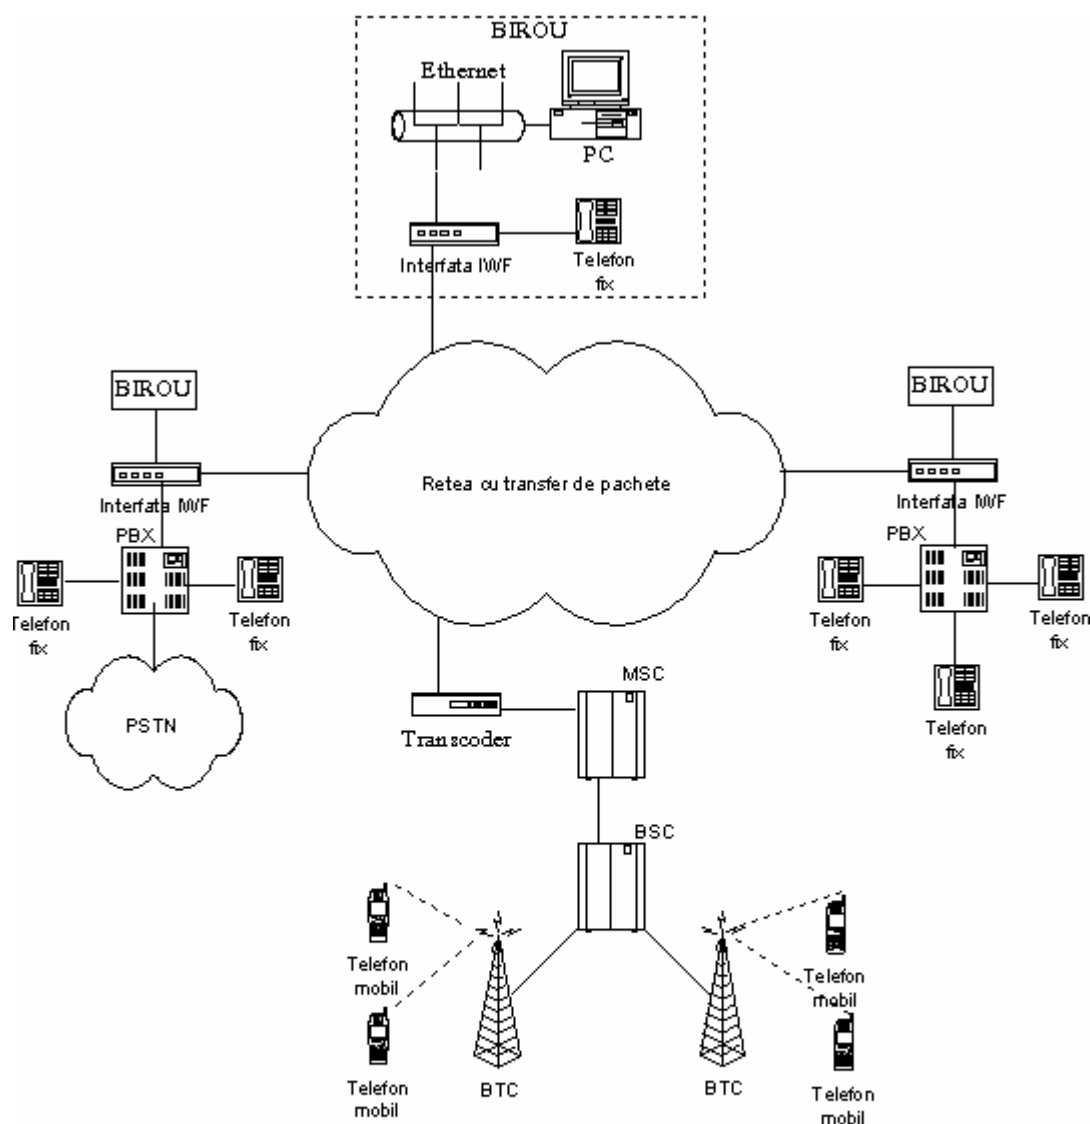 BIROU
Ethernet
PC
Interfata IWF
Telefon
fix
BIROU
BIROU
Retea cu transfer de pachete
Interfata IWF
Interfata IWF
PBX
PBX
Telefon
fix
Telefon
fix
Telefon
fix
Telefon
fix
MSC
PSTN
Telefon
fix
Transcoder
BSC
Telefon
mobil
Telefon
mobil
Telefon
mobil
BTC
BTC
Telefon
mobil